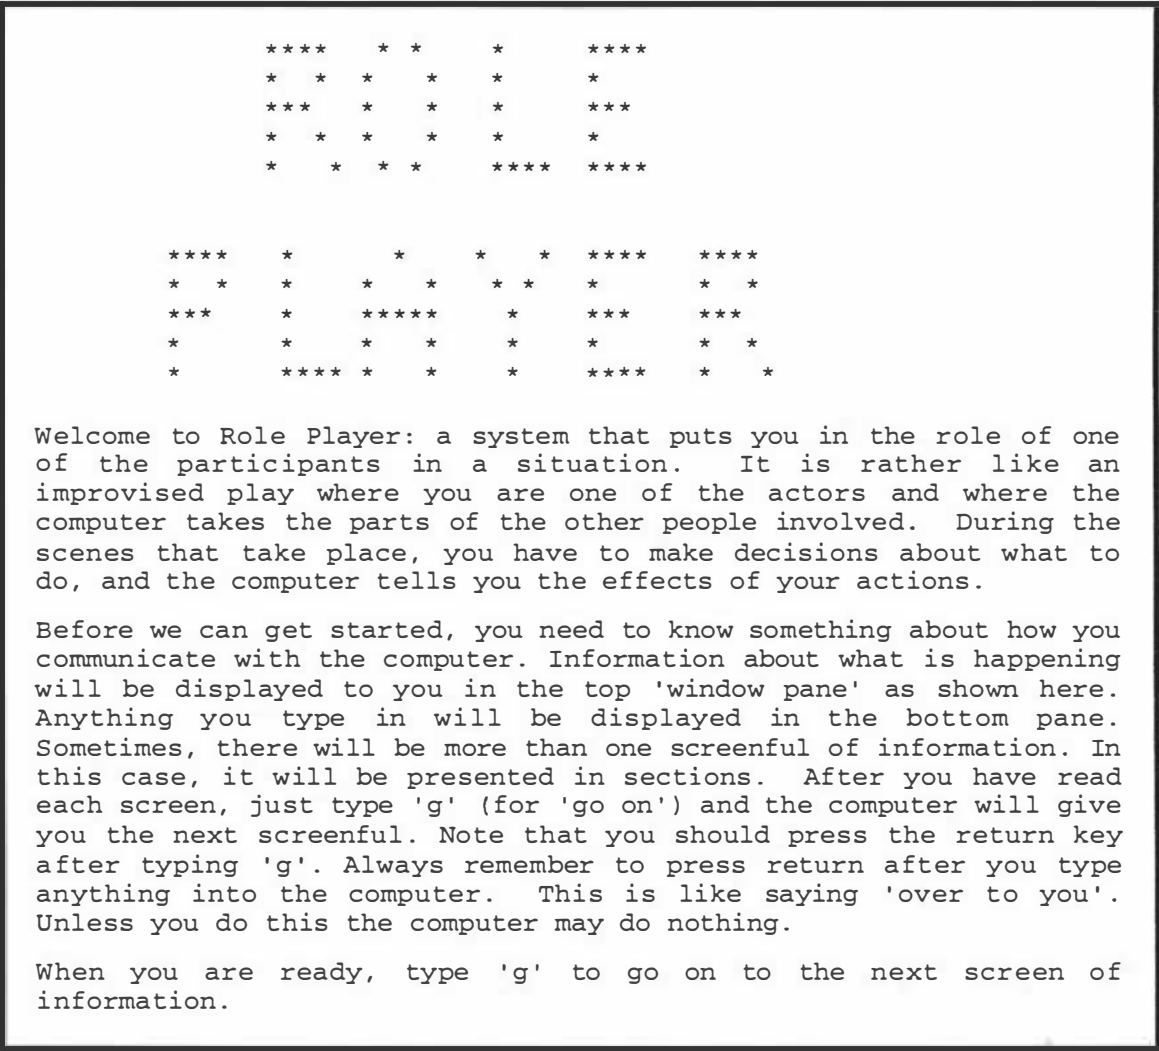 ROLE
PLAYER
Welcome to Role Player: a system that puts you in the role of one
of the participants in a situation. It is rather like an
improvised play where you are one of the actors and where the
computer takes the parts of the other people involved. During the
scenes that take place, you have to make decisions about what to
do, and the computer tells you the effects of your actions.
Before we can get started, you need to know something about how you
communicate with the computer. Information about what is happening
will be displayed to you in the top 'window pane' as shown here.
Anything you type in will be displayed in the bottom pane.
Sometimes, there will be more than one screenful of information. In
this case, it will be presented in sections. After you have read
each screen, just type 'g' (for 'go on') and the computer will give
you the next screenful. Note that you should press the return key
after typing 'g'. Always remember to press return after you type
anything into the computer. This is like saying 'over to you'.
Unless you do this the computer may do nothing.
When you are ready, type 'g' to go on to the next screen of
information.